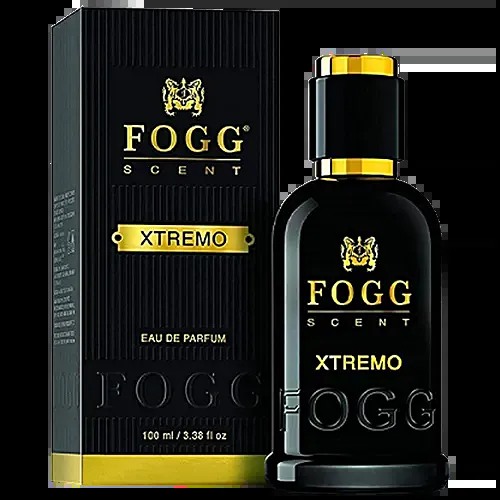 FOGG®
SCENT
XTREMO
EAU DE PARFUM
FOGG
100 ml / 3.38 fl oz
FOGG
SCENT
XTREMO
FOGG